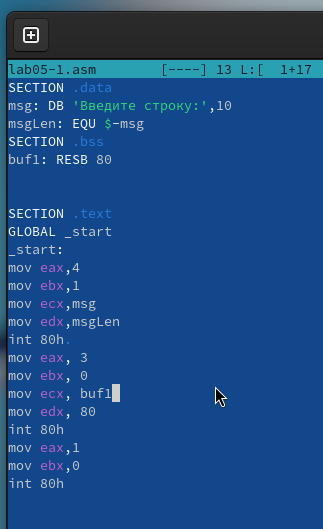 lab05-1.asm [----] 13 L:[ 1+17
SECTION .data
msg: DB 'Введите строку:',10
msgLen: EQU $-msg
SECTION .bss
buf1: RESB 80
SECTION .text
GLOBAL _start
_start:
mov eax,4
mov ebx,1
mov ecx,msg
mov edx,msgLen
int 80h.
mov eax, 3
mov ebx, 0
mov ecx, buf1
mov edx, 80
int 80h
mov eax,1
mov ebx,0
int 80h